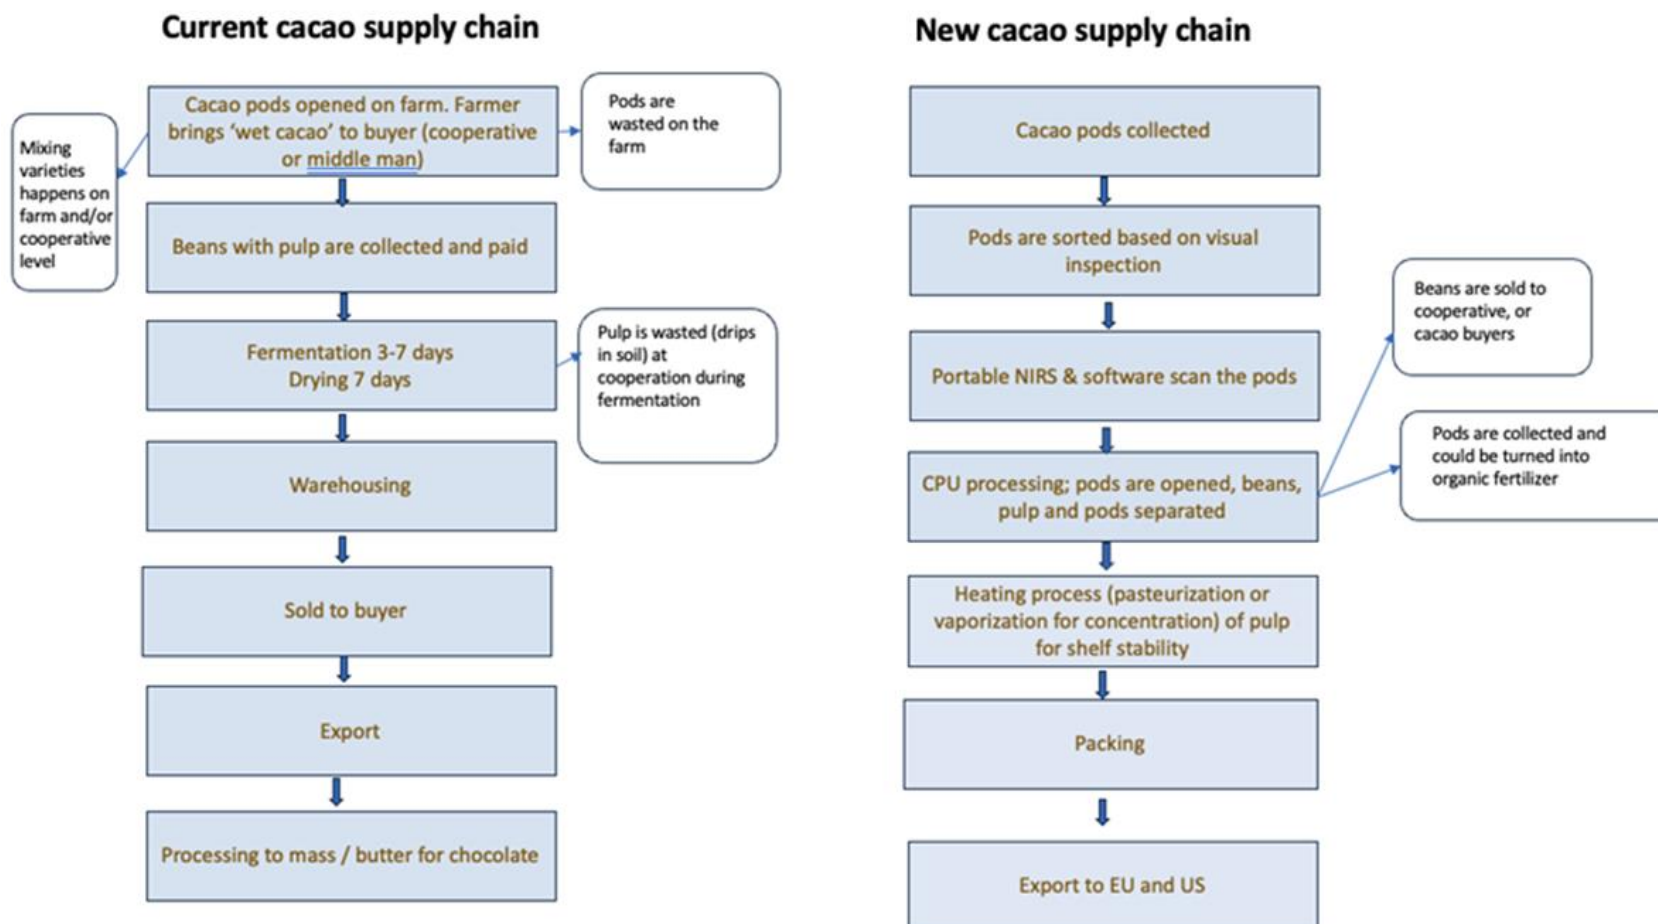 Current cacao supply chain
Cacao pods opened on farm. Farmer
brings ‘wet cacao’ to buyer (cooperative
or middle man)
Pods are
wasted on the
farm
Mixing
varieties
happens on
farm and/or
cooperative
level
Beans with pulp are collected and paid
Fermentation 3-7 days
Drying 7 days
Pulp is wasted (drips
in soil) at
cooperation during
fermentation
Warehousing
Sold to buyer
Export
Processing to mass / butter for chocolate
New cacao supply chain
Cacao pods collected
Pods are sorted based on visual
inspection
Portable NIRS & software scan the pods
CPU processing; pods are opened, beans,
pulp and pods separated
Beans are sold to
cooperative, or
cacao buyers
Pods are collected and
could be turned into
organic fertilizer
Heating process (pasteurization or
vaporization for concentration) of pulp
for shelf stability
Packing
Export to EU and US